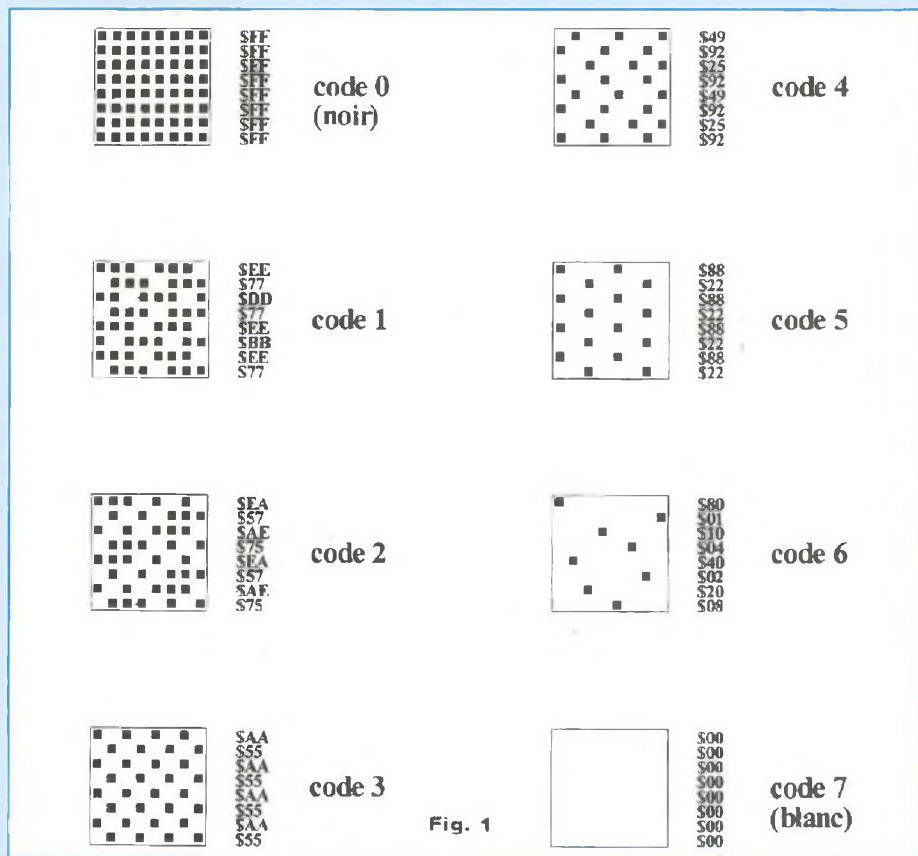 $FF
$FF
$FF
$FF
$FF
$FF
$FF
$FF
code 0
(noir)
$49
$92
$25
$92
$49
$92
$25
$92
code 4
$EE
$77
$DD
$77
$EE
$BB
$EE
$77
code 1
$88
$22
$88
$22
$88
$22
$88
$22
code 5
$EA
$57
$AE
$75
$EA
$57
$AE
$75
code 2
$80
$01
$10
$04
$40
$02
$20
$08
code 6
$AA
$55
$AA
$55
$AA
$55
$AA
$55
code 3
$00
$00
$00
$00
$00
$00
$00
$00
code 7
(blanc)
Fig. 1